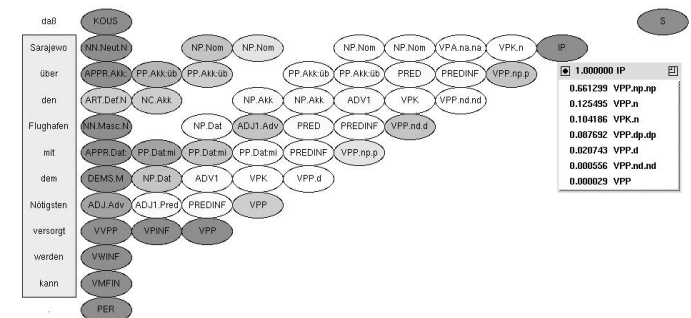 daß KOUS S
Sarajewo NN.Neut.N NP.Nom NP.Nom NP.Nom NP.Nom VPA.na.na VPK.n IP
über APPR.Akk: PP.Akk:üb PP.Akk:üb PP.Akk:üb PP.Akk:üb PRED PREDINF VPP.np.p
1.000000 IP
den ART.Def.N NC.Akk NP.Akk NP.Akk ADV1 VPK VPP.nd.nd
0.661299 VPP.np.np
0.125495 VPP.n
0.104186 VPK.n
Flughafen NN.Masc.N NP.Dat ADJ1.Adv PRED PREDINF VPP.nd.d
0.087692 VPP.dp.dp
0.020743 VPP.d
mit APPR.Dat: PP.Dat:mi PP.Dat:mi PP.Dat:mi PREDINF VPP.np.p
0.000556 VPP.nd.nd
0.000029 VPP
dem DEMS.M NP.Dat ADV1 VPK VPP.d
Nötigsten ADJ.Adv ADJ1.Pred PREDINF VPP
versorgt VVPP VPINF VPP
werden VWINF
kann VMFIN
. PER